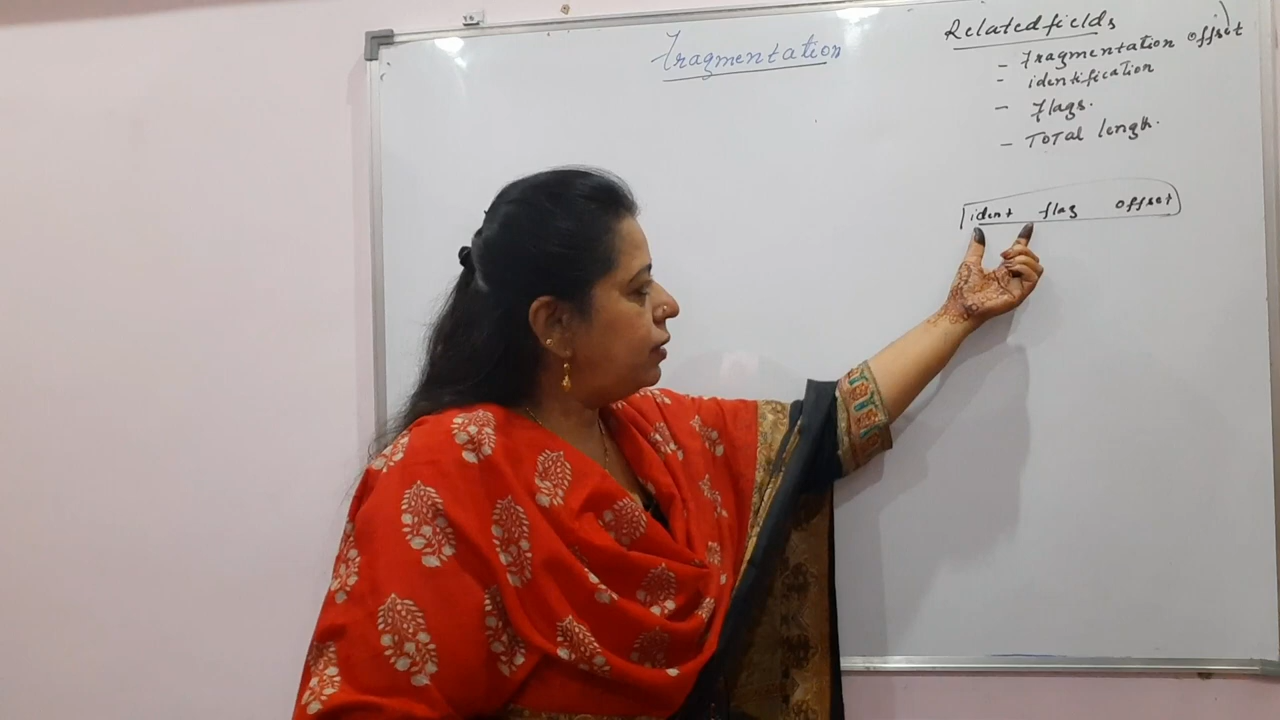 Fragmentation
Related fields
- Fragmentation offset
- identification
- Flags.
- Total length.
ident flag offset